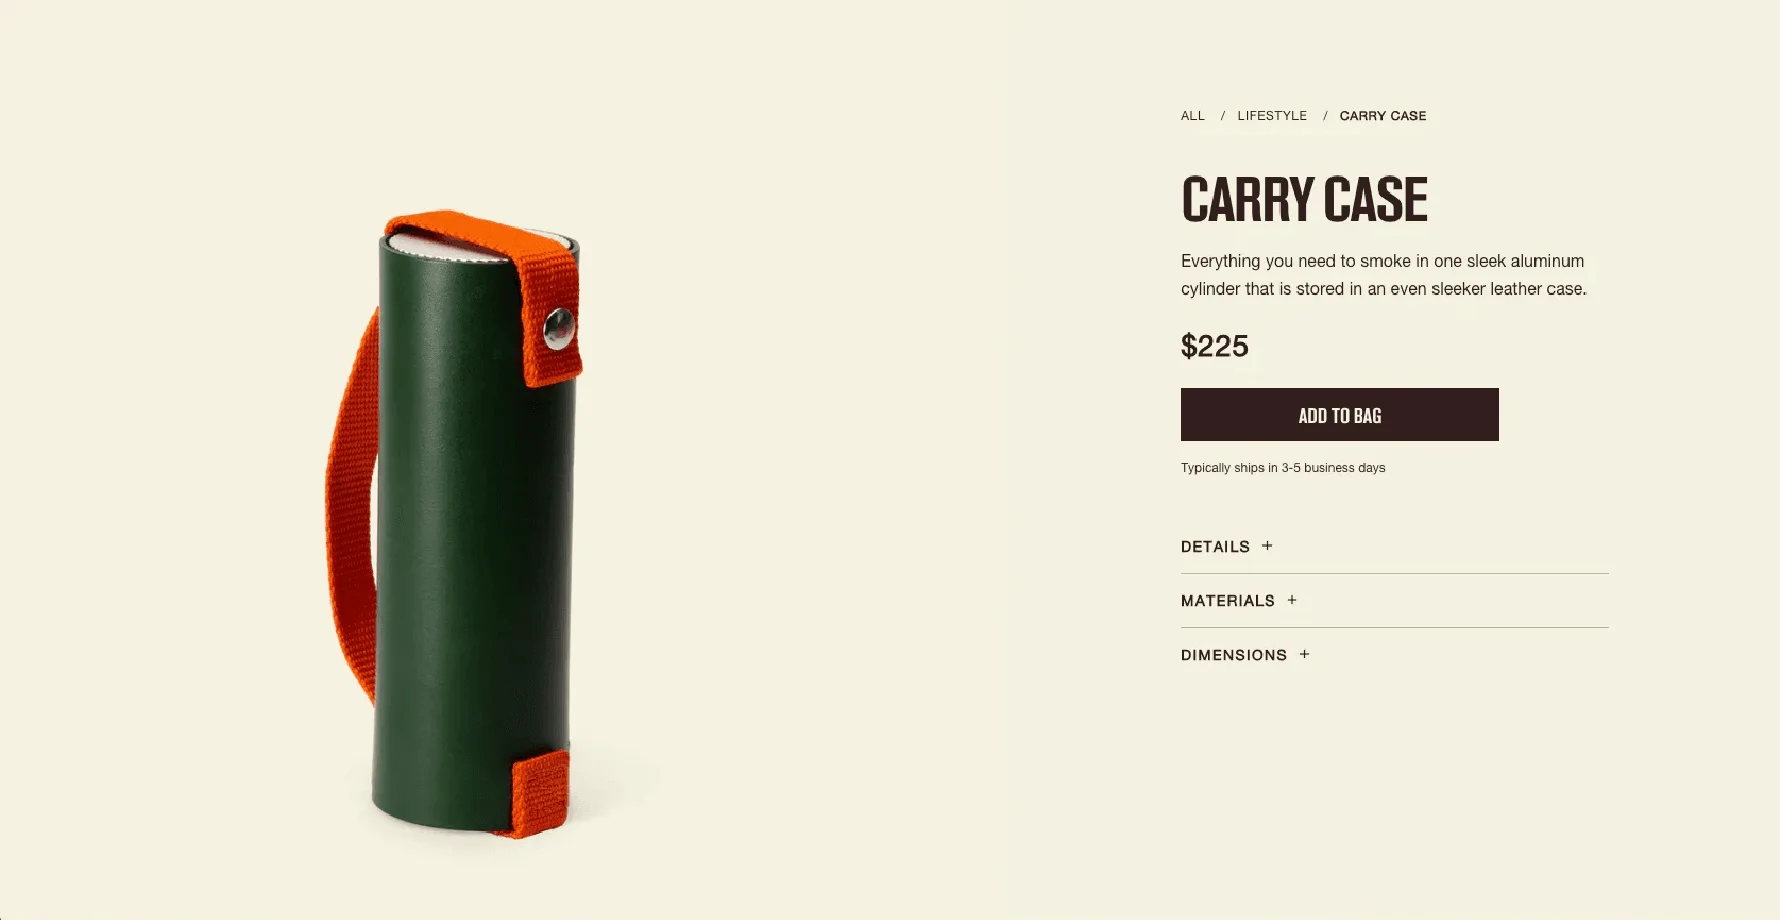 ALL / LIFESTYLE / CARRY CASE
CARRY CASE
Everything you need to smoke in one sleek aluminum
cylinder that is stored in an even sleeker leather case.
$225
ADD TO BAG
Typically ships in 3-5 business days
DETAILS +
MATERIALS +
DIMENSIONS +